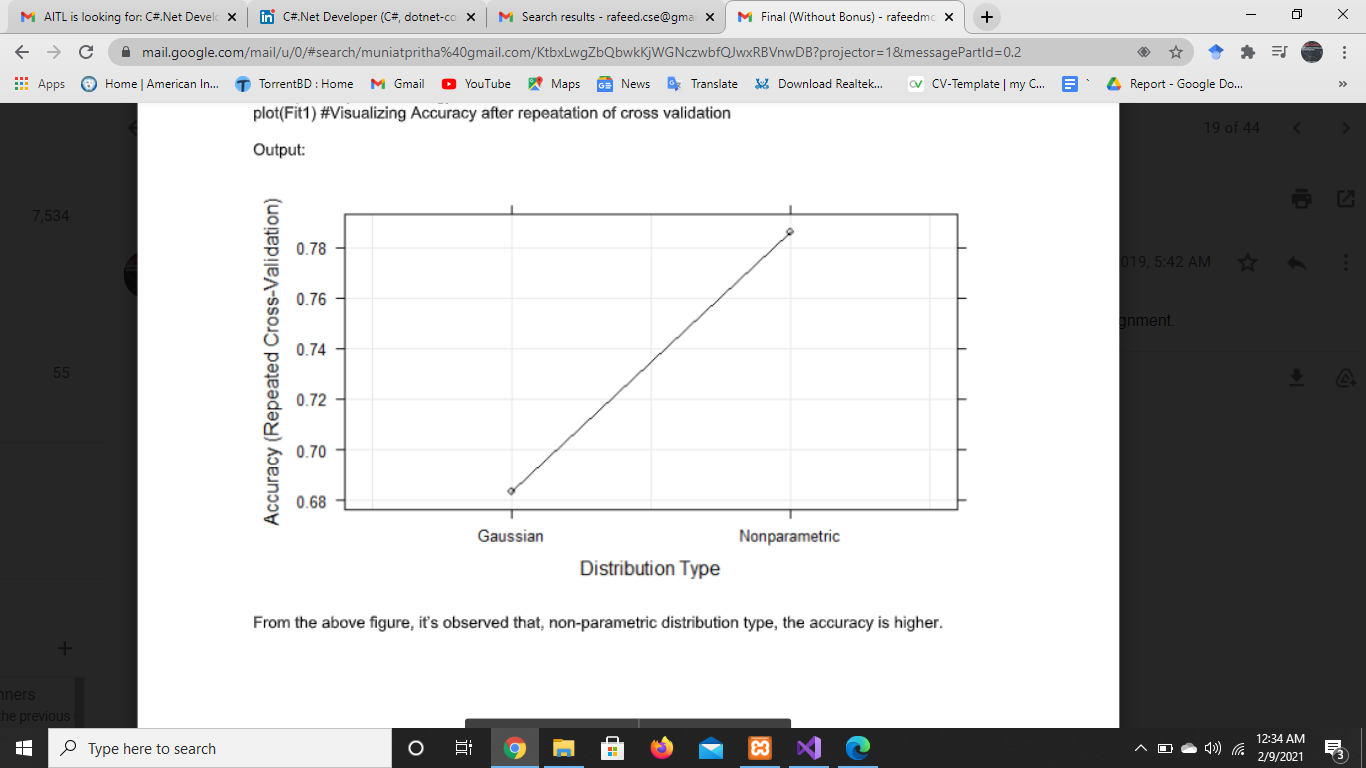 AITL is looking for: C#.Net Devel
C#.Net Developer (C#, dotnet-co
Search results - rafeed.cse@gma
Final (Without Bonus) - rafeedmc
mail.google.com/mail/u/0/#search/muniatpritha%40gmail.com/KtbxLwgZbQbwkKjWGNczwbfQJwxRBVnwDB?projector=1&messagePartId=0.2
Apps
Home | American In...
TorrentBD : Home
Gmail
YouTube
Maps
News
Translate
Download Realtek...
CV-Template | my C...
`
Report - Google Do...
»
plot(Fit1) #Visualizing Accuracy after repeatation of cross validation
19 of 44
Output:
7,534
019, 5:42 AM
gnment.
55
Accuracy (Repeated Cross-Validation)
0.78
0.76
0.74
0.72
0.70
0.68
Gaussian
Nonparametric
Distribution Type
From the above figure, it's observed that, non-parametric distribution type, the accuracy is higher.
nners
the previous
Type here to search
12:34 AM
2/9/2021
3